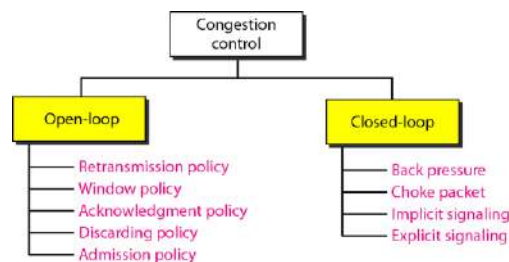 Congestion
control
Open-loop
Closed-loop
Retransmission policy
Window policy
Acknowledgment policy
Discarding policy
Admission policy
Back pressure
Choke packet
Implicit signaling
Explicit signaling